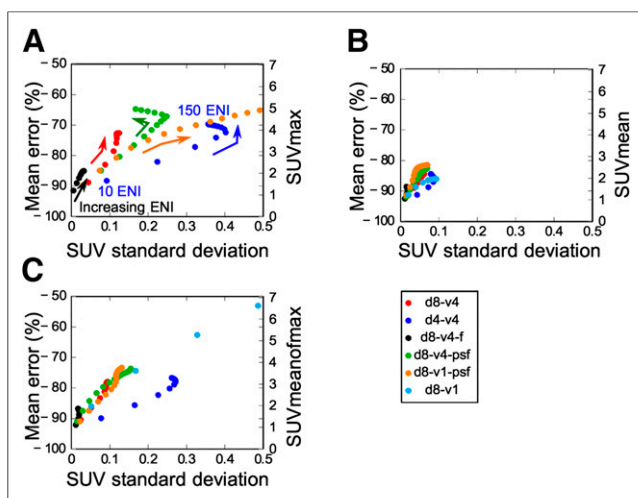 A
Mean error (%)
−50
−60
−70
−80
−90
−100
0 0.1 0.2 0.3 0.4 0.5
SUV standard deviation
7
6
5
4
3
2
1
0
SUVmax
150 ENI
10 ENI
Increasing ENI
B
Mean error (%)
−50
−60
−70
−80
−90
−100
0 0.1 0.2 0.3 0.4 0.5
SUV standard deviation
7
6
5
4
3
2
1
0
SUVmean
C
Mean error (%)
−50
−60
−70
−80
−90
−100
0 0.1 0.2 0.3 0.4 0.5
SUV standard deviation
7
6
5
4
3
2
1
0
SUVmeanofmax
d8-v4
d4-v4
d8-v4-f
d8-v4-psf
d8-v1-psf
d8-v1